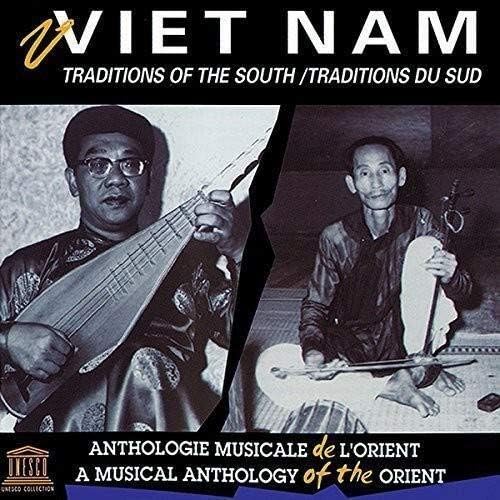 VIET NAM
TRADITIONS OF THE SOUTH / TRADITIONS DU SUD
ANTHOLOGIE MUSICALE de L'ORIENT
A MUSICAL ANTHOLOGY of the ORIENT
UNESCO
UNESCO COLLECTION